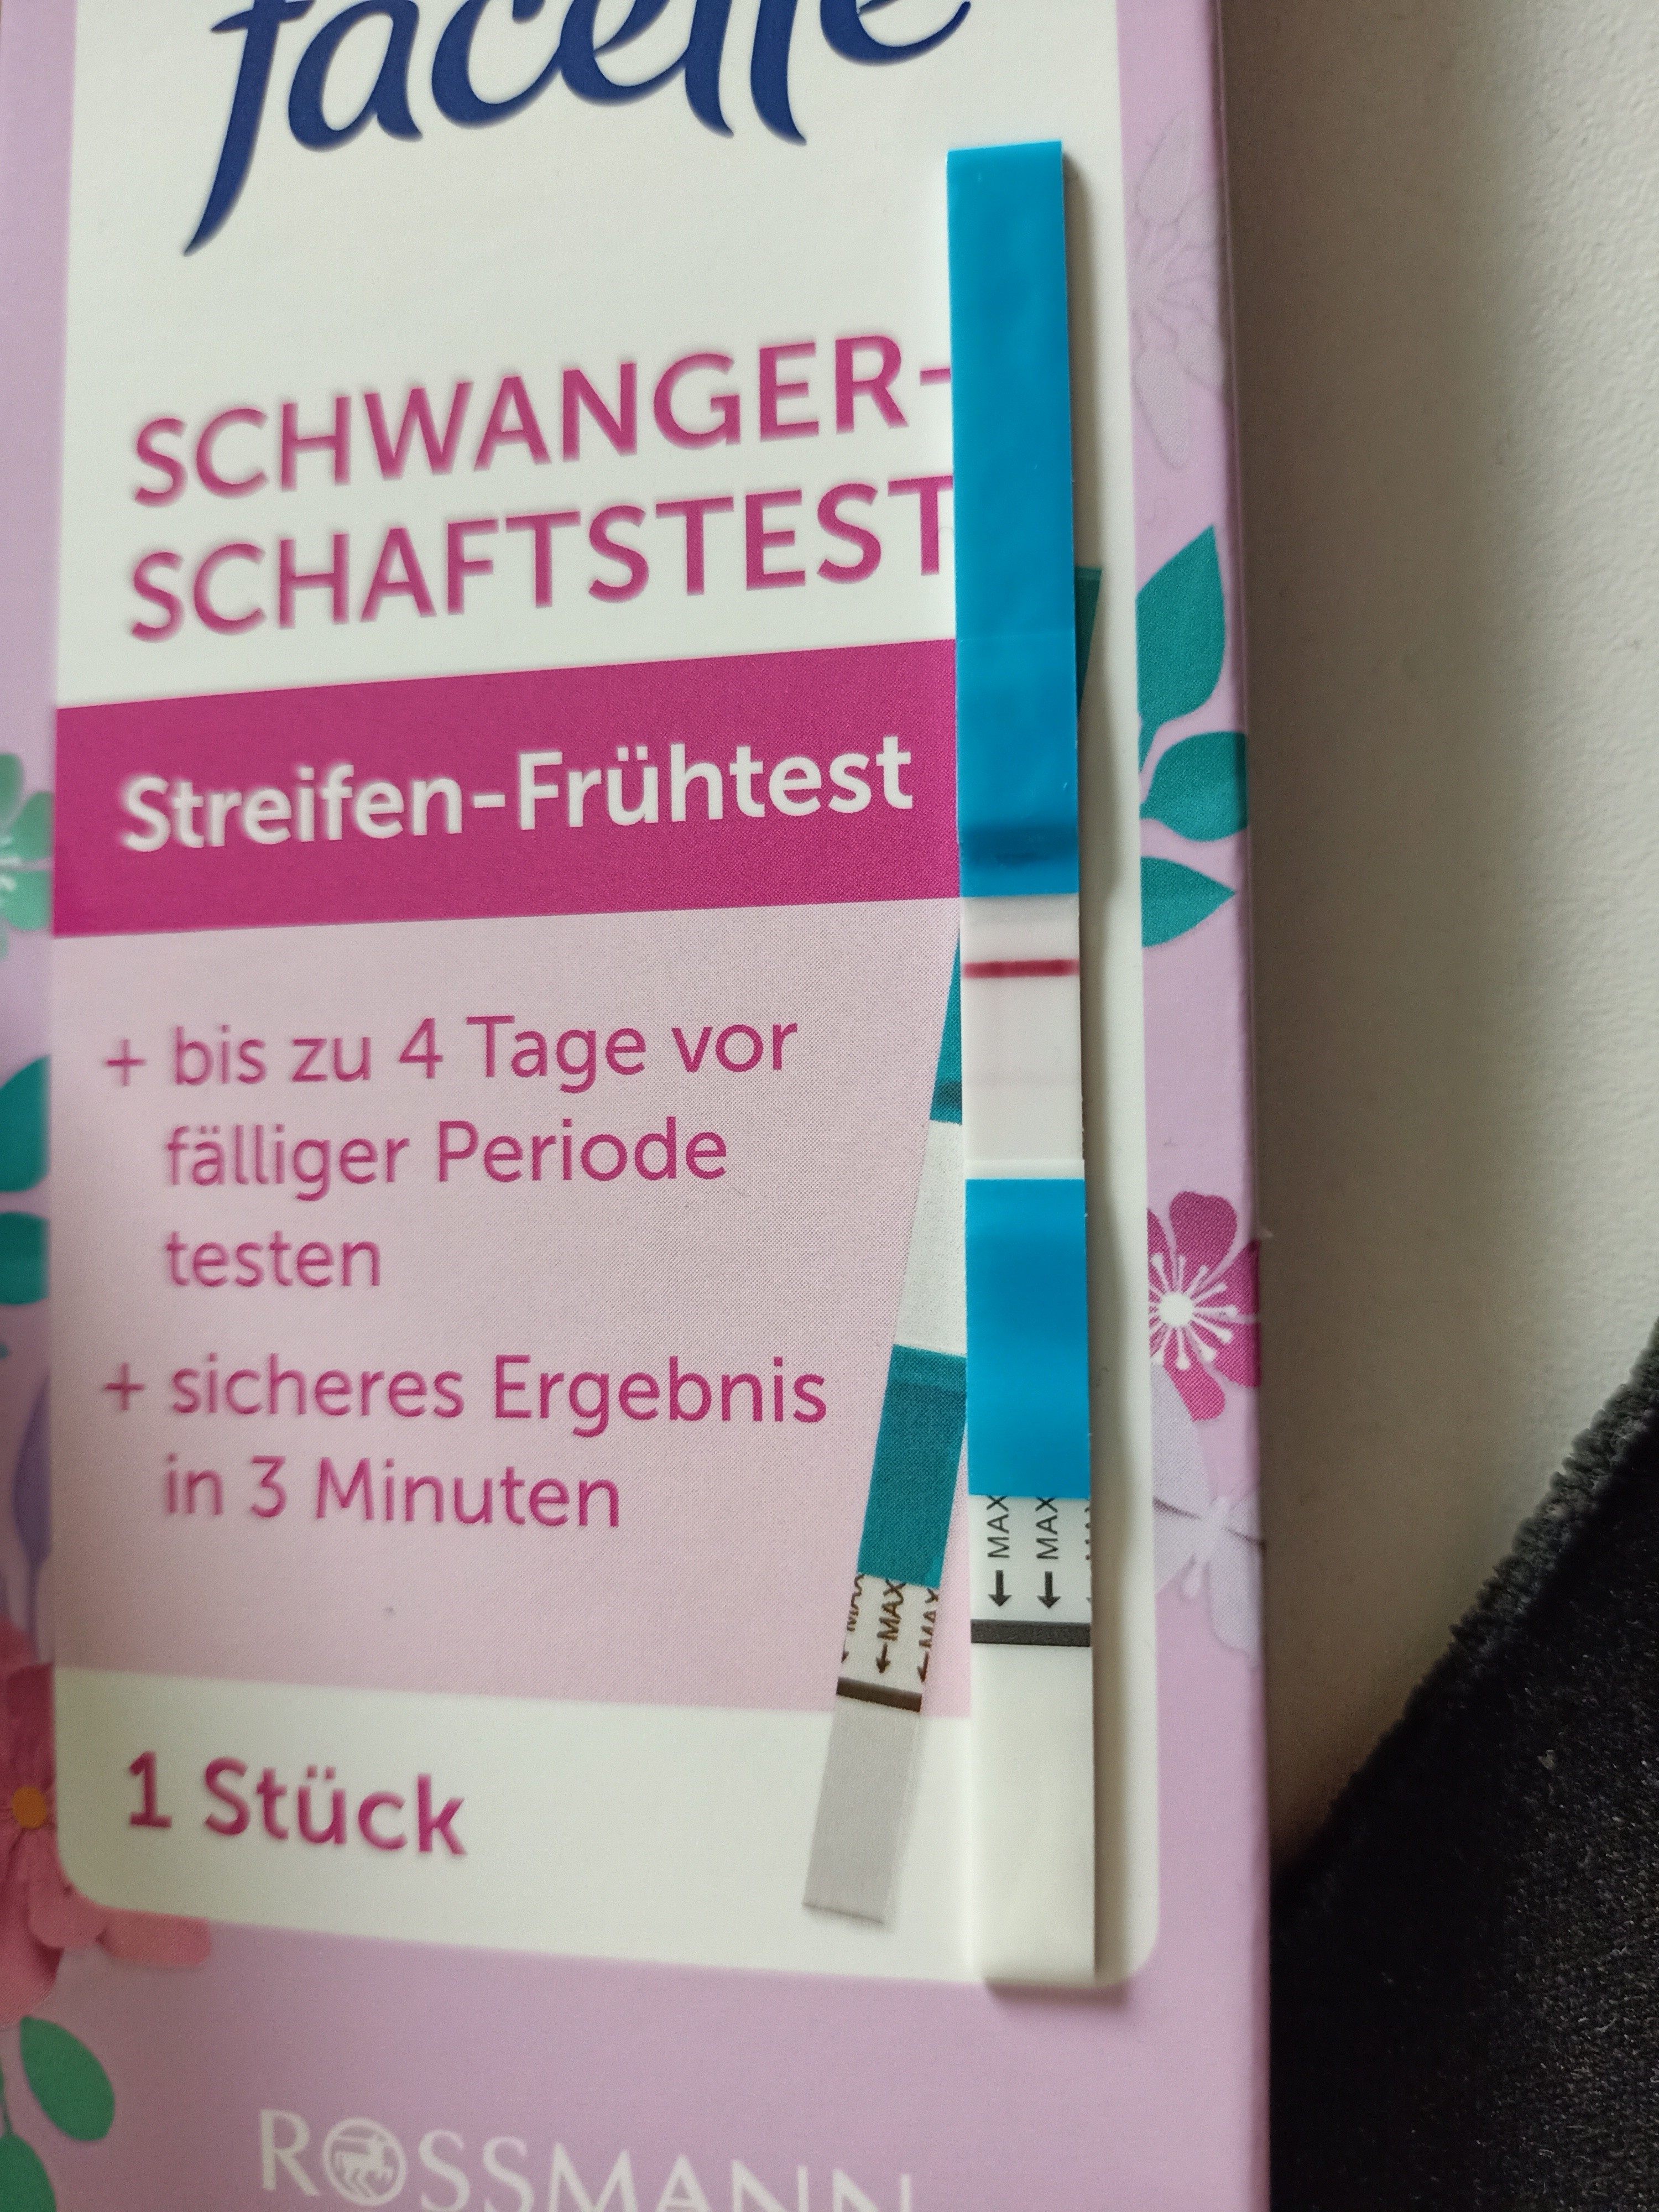 facelle
SCHWANGER-
SCHAFTSTEST
Streifen-Frühtest
+ bis zu 4 Tage vor
fälliger Periode
testen
+ sicheres Ergebnis
in 3 Minuten
← MAX
← MAX
←MAX
←MAX
1 Stück
ROSSMANN